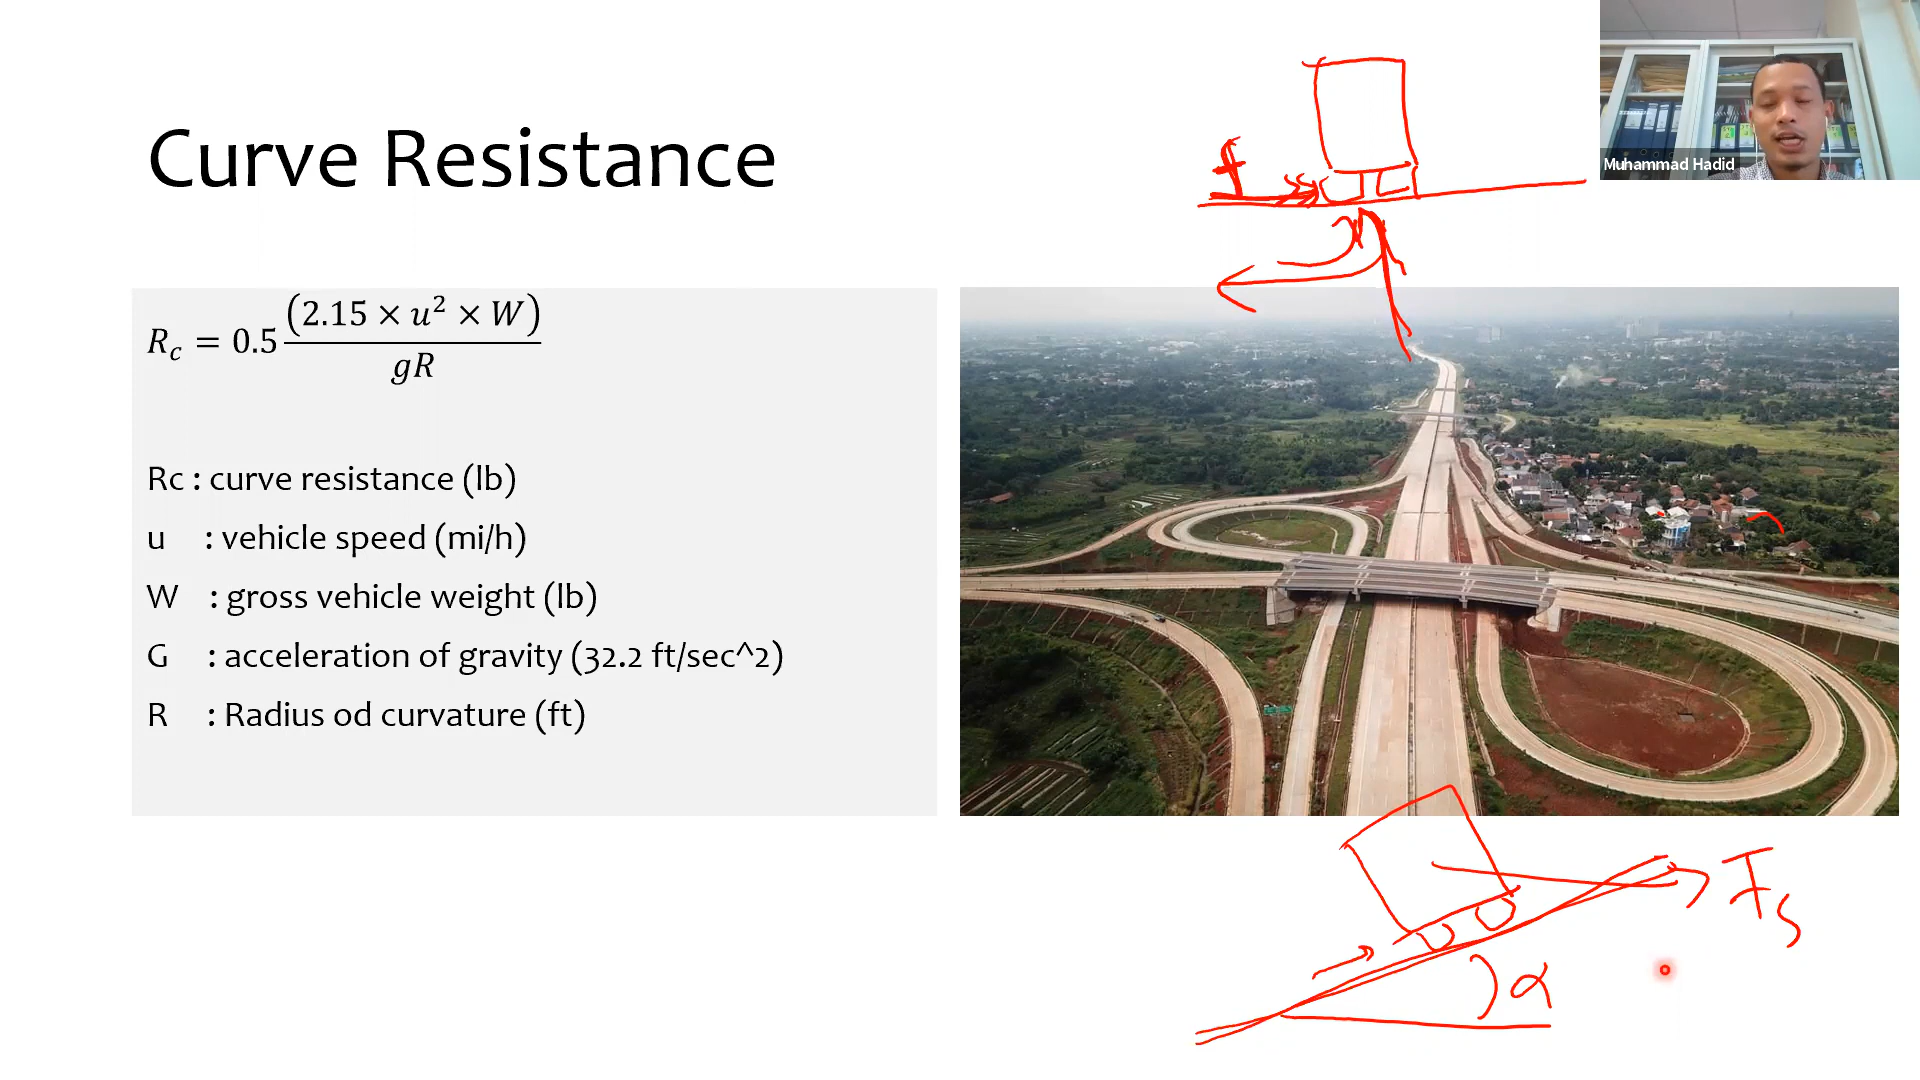 Curve Resistance
f
Muhammad Hadid
R_c = 0.5 (2.15 × u² × W) / gR
Rc : curve resistance (lb)
u : vehicle speed (mi/h)
W : gross vehicle weight (lb)
G : acceleration of gravity (32.2 ft/sec^2)
R : Radius od curvature (ft)
α